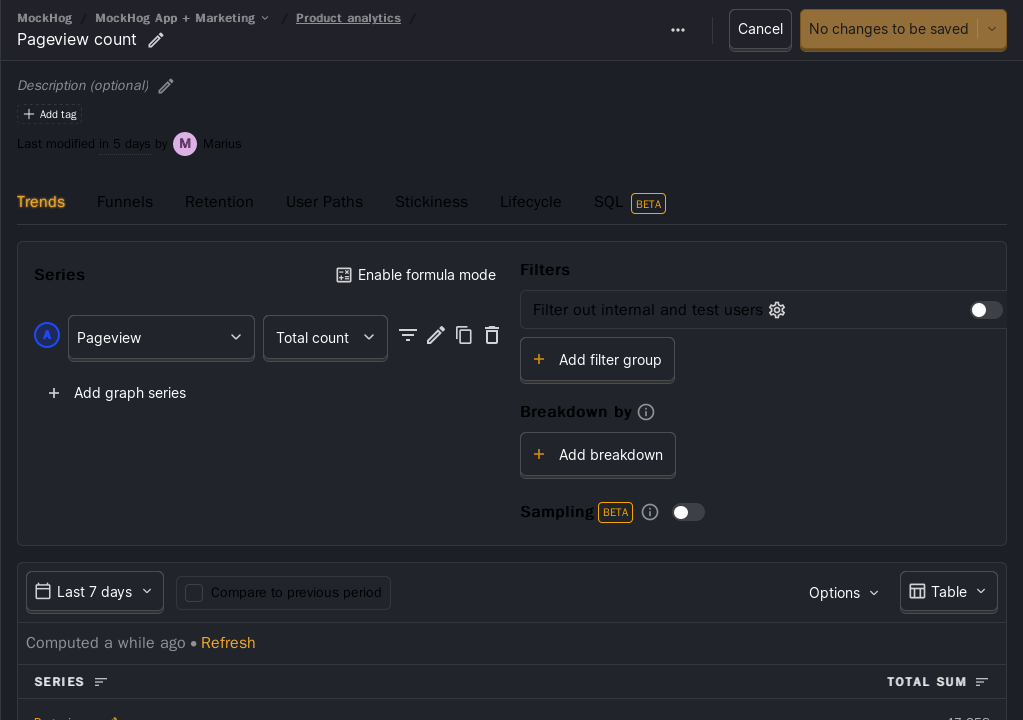 MockHog / MockHog App + Marketing / Product analytics /
Pageview count
Cancel
No changes to be saved
Description (optional)
Add tag
Last modified in 5 days by M Marius
Trends Funnels Retention User Paths Stickiness Lifecycle SQL BETA
Series
Enable formula mode
A Pageview Total count
Add graph series
Filters
Filter out internal and test users
Add filter group
Breakdown by
Add breakdown
Sampling BETA
Last 7 days Compare to previous period Options Table
Computed a while ago • Refresh
SERIES TOTAL SUM